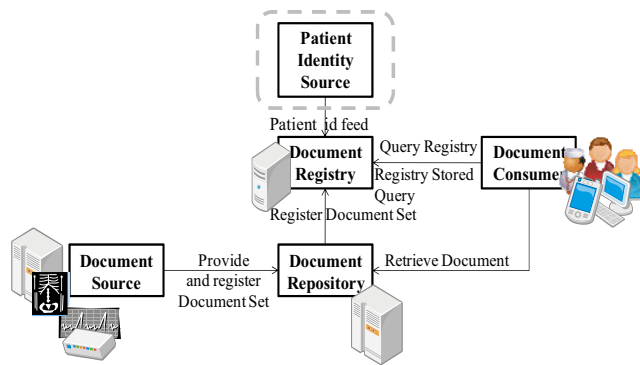 Patient
Identity
Source
Patient id feed
Document
Registry
Query Registry
Registry Stored
Query
Document
Consumer
Register Document Set
Document
Source
Provide
and register
Document Set
Document
Repository
Retrieve Document